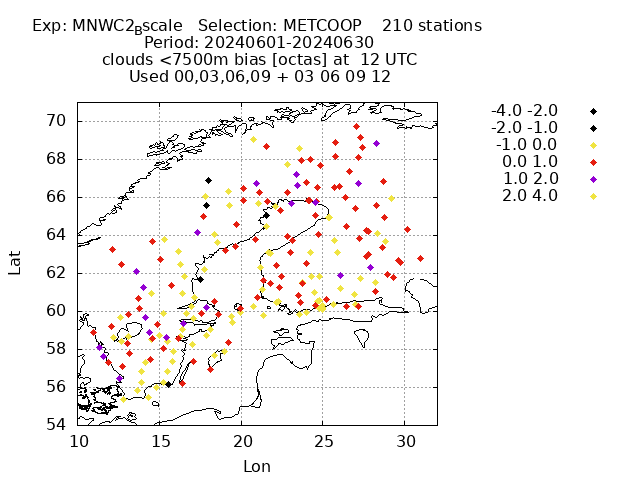 Exp: MNWC2_Bscale   Selection: METCOOP    210 stations
Period: 20240601-20240630
clouds <7500m bias [octas] at  12 UTC
Used 00,03,06,09 + 03 06 09 12
-4.0 -2.0
-2.0 -1.0
-1.0 0.0
0.0 1.0
1.0 2.0
2.0 4.0
70
68
66
64
62
60
58
56
54
Lat
10 15 20 25 30
Lon